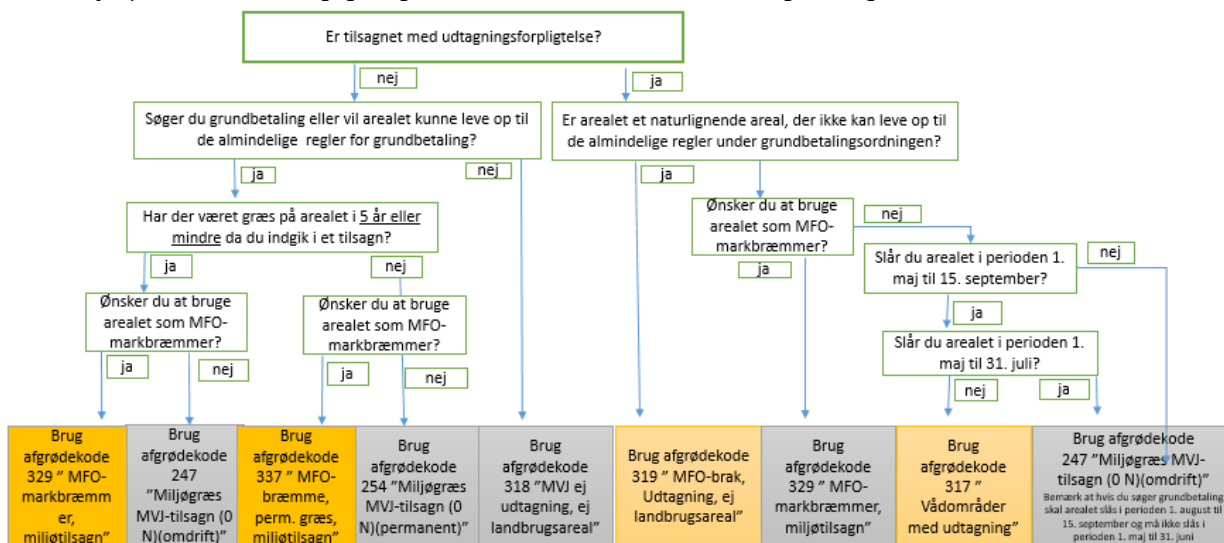 Er tilsagnet med udtagningsforpligtelse?
nej
ja
Søger du grundbetaling eller vil arealet kunne leve op til
de almindelige regler for grundbetaling?
Er arealet et naturlignende areal, der ikke kan leve op til
de almindelige regler under grundbetalingsordningen?
ja
nej
ja
Har der været græs på arealet i 5 år eller
mindre da du indgik i et tilsagn?
Ønsker du at bruge
arealet som MFO-
markbræmmer?
nej
ja
nej
ja
Slår du arealet i perioden 1.
maj til 15. september?
nej
Ønsker du at bruge
arealet som MFO-
markbræmmer?
Ønsker du at bruge
arealet som MFO-
markbræmmer?
ja
Slår du arealet i perioden 1.
maj til 31. juli?
ja
nej
ja
nej
nej
ja
Brug
afgrødekode
329 " MFO-
markbræmm
er,
miljøtilsagn"
Brug
afgrødekode
247
"Miljøgræs
MVJ-tilsagn (0
N)(omdrift)"
Brug
afgrødekode
337 " MFO-
bræmme,
perm. græs,
miljøtilsagn"
Brug
afgrødekode
254 "Miljøgræs
MVJ-tilsagn (0
N)(permanent)"
Brug
afgrødekode
318 "MVJ ej
udtagning, ej
landbrugsareal"
Brug afgrødekode
319 " MFO-brak,
Udtagning, ej
landbrugsareal"
Brug
afgrødekode
329 " MFO-
markbræmmer,
miljøtilsagn"
Brug
afgrødekode
317 "
Vådområder
med udtagning"
Brug afgrødekode
247 "Miljøgræs MVJ-
tilsagn (0 N)(omdrift)"
Bemærk at hvis du søger grundbetaling
skal arealet slås i perioden 1. august til
15. september og må ikke slås i
perioden 1. maj til 31. juni